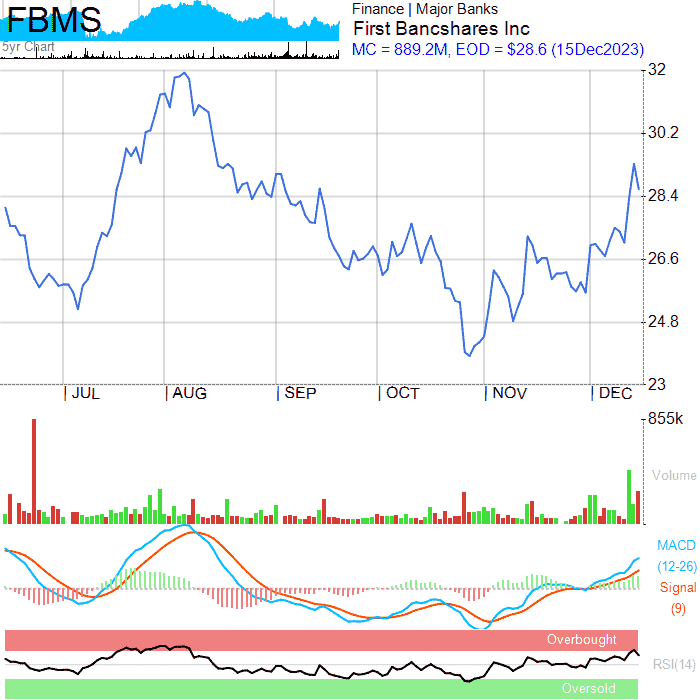 FBMS
5yr Chart
Finance | Major Banks
First Bancshares Inc
MC = 889.2M, EOD = $28.6 (15Dec2023)
32
30.2
28.4
26.6
24.8
23
JUL AUG SEP OCT NOV DEC
855k
Volume
MACD
(12-26)
Signal
(9)
Overbought
RSI(14)
Oversold